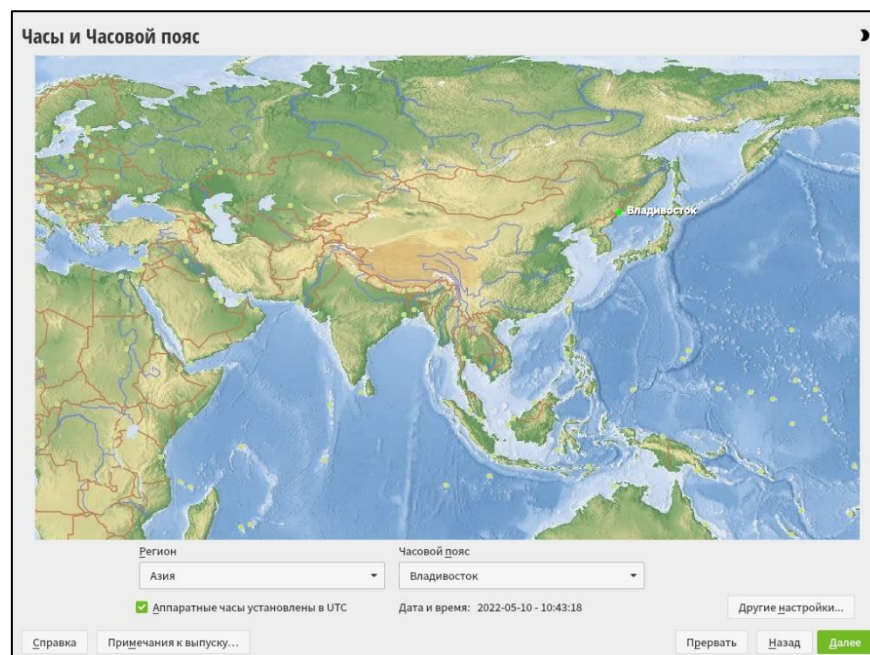 Часы и Часовой пояс
Владивосток
Регион
Часовой пояс
Азия
Владивосток
Аппаратные часы установлены в UTC
Дата и время: 2022-05-10 - 10:43:18
Другие настройки...
Справка
Примечания к выпуску...
Прервать
Назад
Далее